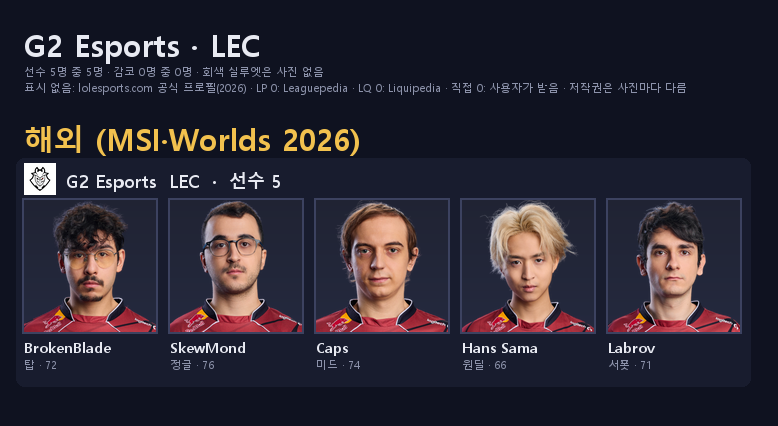 G2 Esports · LEC
선수 5명 중 5명 · 감코 0명 중 0명 · 회색 실루엣은 사진 없음
표시 없음: lolesports.com 공식 프로필(2026) · LP 0: Leaguepedia · LQ 0: Liquipedia · 직접 0: 사용자가 받음 · 저작권은 사진마다 다름
해외 (MSI·Worlds 2026)
G2 Esports LEC · 선수 5
BrokenBlade
탑 · 72
SkewMond
정글 · 76
Caps
미드 · 74
Hans Sama
원딜 · 66
Labrov
서폿 · 71